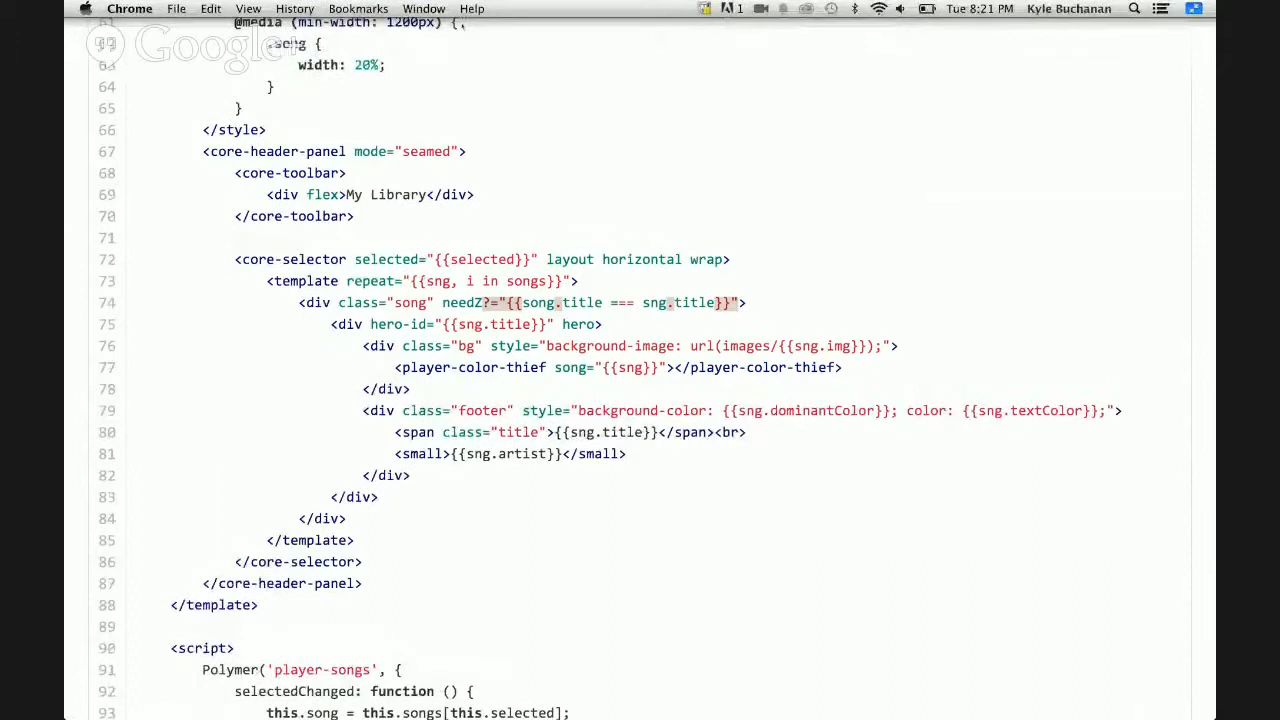 Chrome File Edit View History Bookmarks Window Help 1 Tue 8:21 PM Kyle Buchanan
61 @media (min-width: 1200px) {
Google+
song {
63 width: 20%;
64 }
65 }
66 </style>
67 <core-header-panel mode="seamed">
68 <core-toolbar>
69 <div flex>My Library</div>
70 </core-toolbar>
71
72 <core-selector selected="{{selected}}" layout horizontal wrap>
73 <template repeat="{{sng, i in songs}}">
74 <div class="song" needZ?="{{song.title === sng.title}}">
75 <div hero-id="{{sng.title}}" hero>
76 <div class="bg" style="background-image: url(images/{{sng.img}});">
77 <player-color-thief song="{{sng}}"></player-color-thief>
78 </div>
79 <div class="footer" style="background-color: {{sng.dominantColor}}; color: {{sng.textColor}};">
80 <span class="title">{{sng.title}}</span><br>
81 <small>{{sng.artist}}</small>
82 </div>
83 </div>
84 </div>
85 </template>
86 </core-selector>
87 </core-header-panel>
88 </template>
89
90 <script>
91 Polymer('player-songs', {
92 selectedChanged: function () {
93 this.song = this.songs[this.selected];